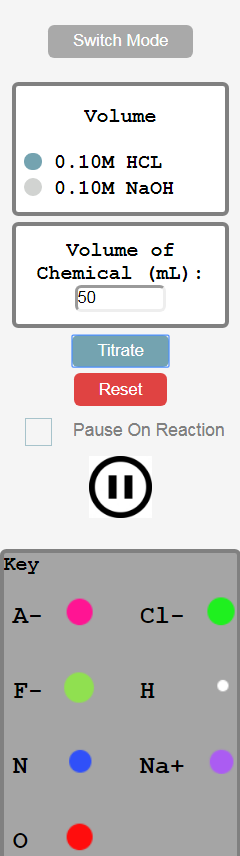 Switch Mode
Volume
0.10M HCL
0.10M NaOH
Volume of
Chemical (mL):
50
Titrate
Reset
Pause On Reaction
Key
A- Cl-
F- H
N Na+
O